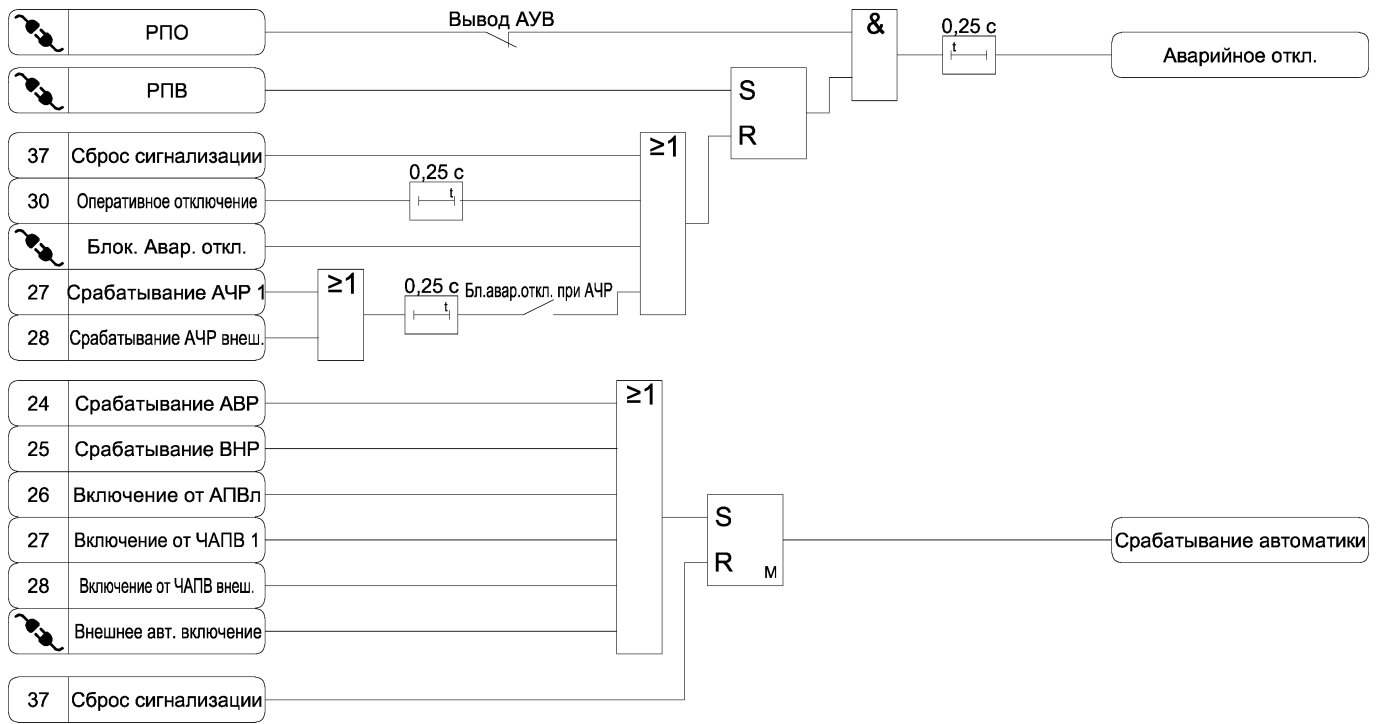 Вывод АУВ
РПО
&
0,25 с
t
Аварийное откл.
РПВ
S
R
37 Сброс сигнализации
≥1
30 Оперативное отключение
0,25 с
t
Блок. Авар. откл.
27 Срабатывание АЧР 1
≥1
0,25 с
t
Бл.авар.откл. при АЧР
28 Срабатывание АЧР внеш.
24 Срабатывание АВР
≥1
25 Срабатывание ВНР
26 Включение от АПВл
S
27 Включение от ЧАПВ 1
Срабатывание автоматики
R
М
28 Включение от ЧАПВ внеш.
Внешнее авт. включение
37 Сброс сигнализации